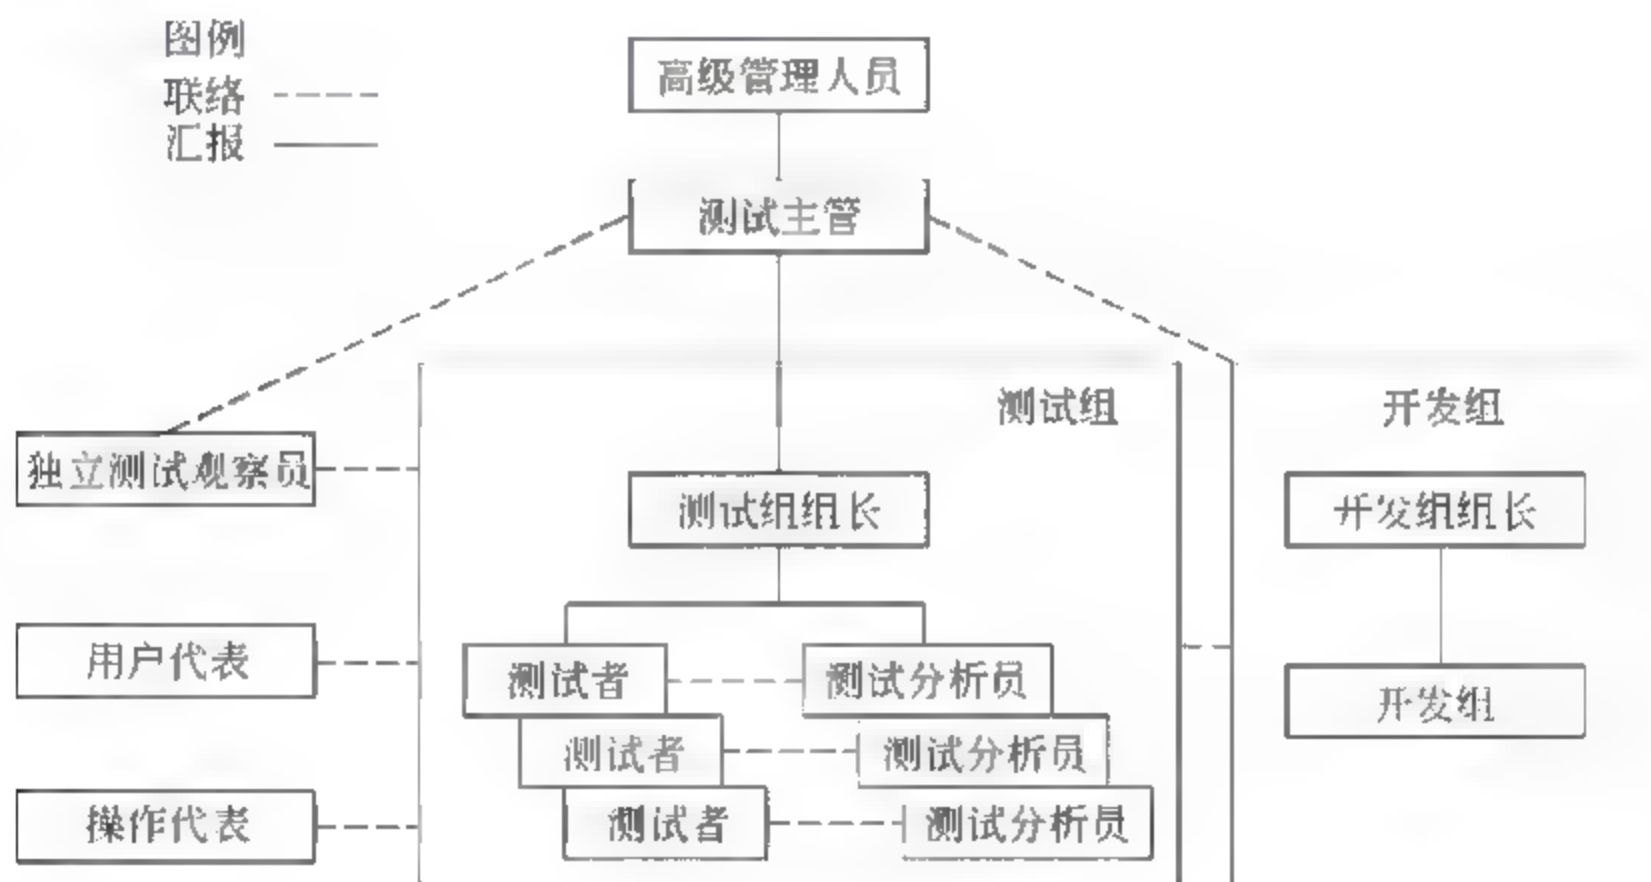 图例
联络
汇报
高级管理人员
测试主管
测试组
开发组
独立测试观察员
测试组组长
开发组组长
用户代表
测试者
测试分析员
开发组
测试者
测试分析员
操作代表
测试者
测试分析员